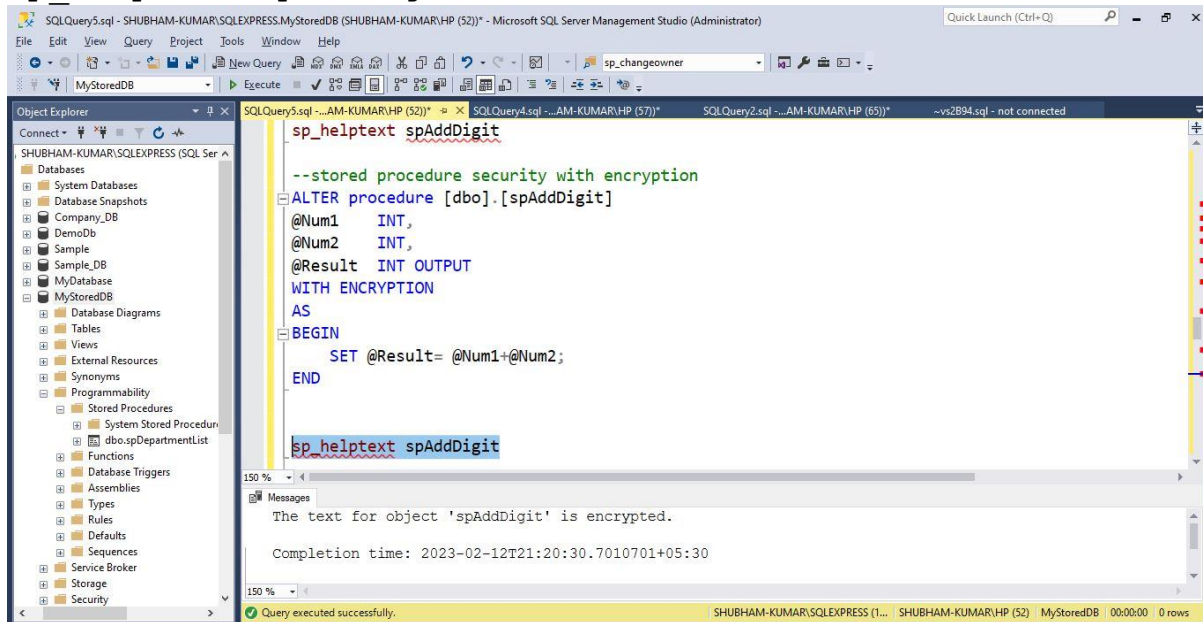 SQLQuery5.sql - SHUBHAM-KUMAR\SQLEXPRESS.MyStoredDB (SHUBHAM-KUMAR\HP (52))* - Microsoft SQL Server Management Studio (Administrator)
Quick Launch (Ctrl+Q)
File Edit View Query Project Tools Window Help
New Query
sp_changeowner
MyStoredDB
Execute
Object Explorer
SQLQuery5.sql -...AM-KUMAR\HP (52))*
SQLQuery4.sql -...AM-KUMAR\HP (57))*
SQLQuery2.sql -...AM-KUMAR\HP (65))*
~vs2B94.sql - not connected
Connect
SHUBHAM-KUMAR\SQLEXPRESS (SQL Ser
Databases
System Databases
Database Snapshots
Company_DB
DemoDb
Sample
Sample_DB
MyDatabase
MyStoredDB
Database Diagrams
Tables
Views
External Resources
Synonyms
Programmability
Stored Procedures
System Stored Procedure
dbo.spDepartmentList
Functions
Database Triggers
Assemblies
Types
Rules
Defaults
Sequences
Service Broker
Storage
Security
sp_helptext spAddDigit
--stored procedure security with encryption
ALTER procedure [dbo].[spAddDigit]
@Num1 INT,
@Num2 INT,
@Result INT OUTPUT
WITH ENCRYPTION
AS
BEGIN
SET @Result= @Num1+@Num2;
END
sp_helptext spAddDigit
150 %
Messages
The text for object 'spAddDigit' is encrypted.
Completion time: 2023-02-12T21:20:30.7010701+05:30
150 %
Query executed successfully.
SHUBHAM-KUMAR\SQLEXPRESS (1...
SHUBHAM-KUMAR\HP (52)
MyStoredDB
00:00:00
0 rows